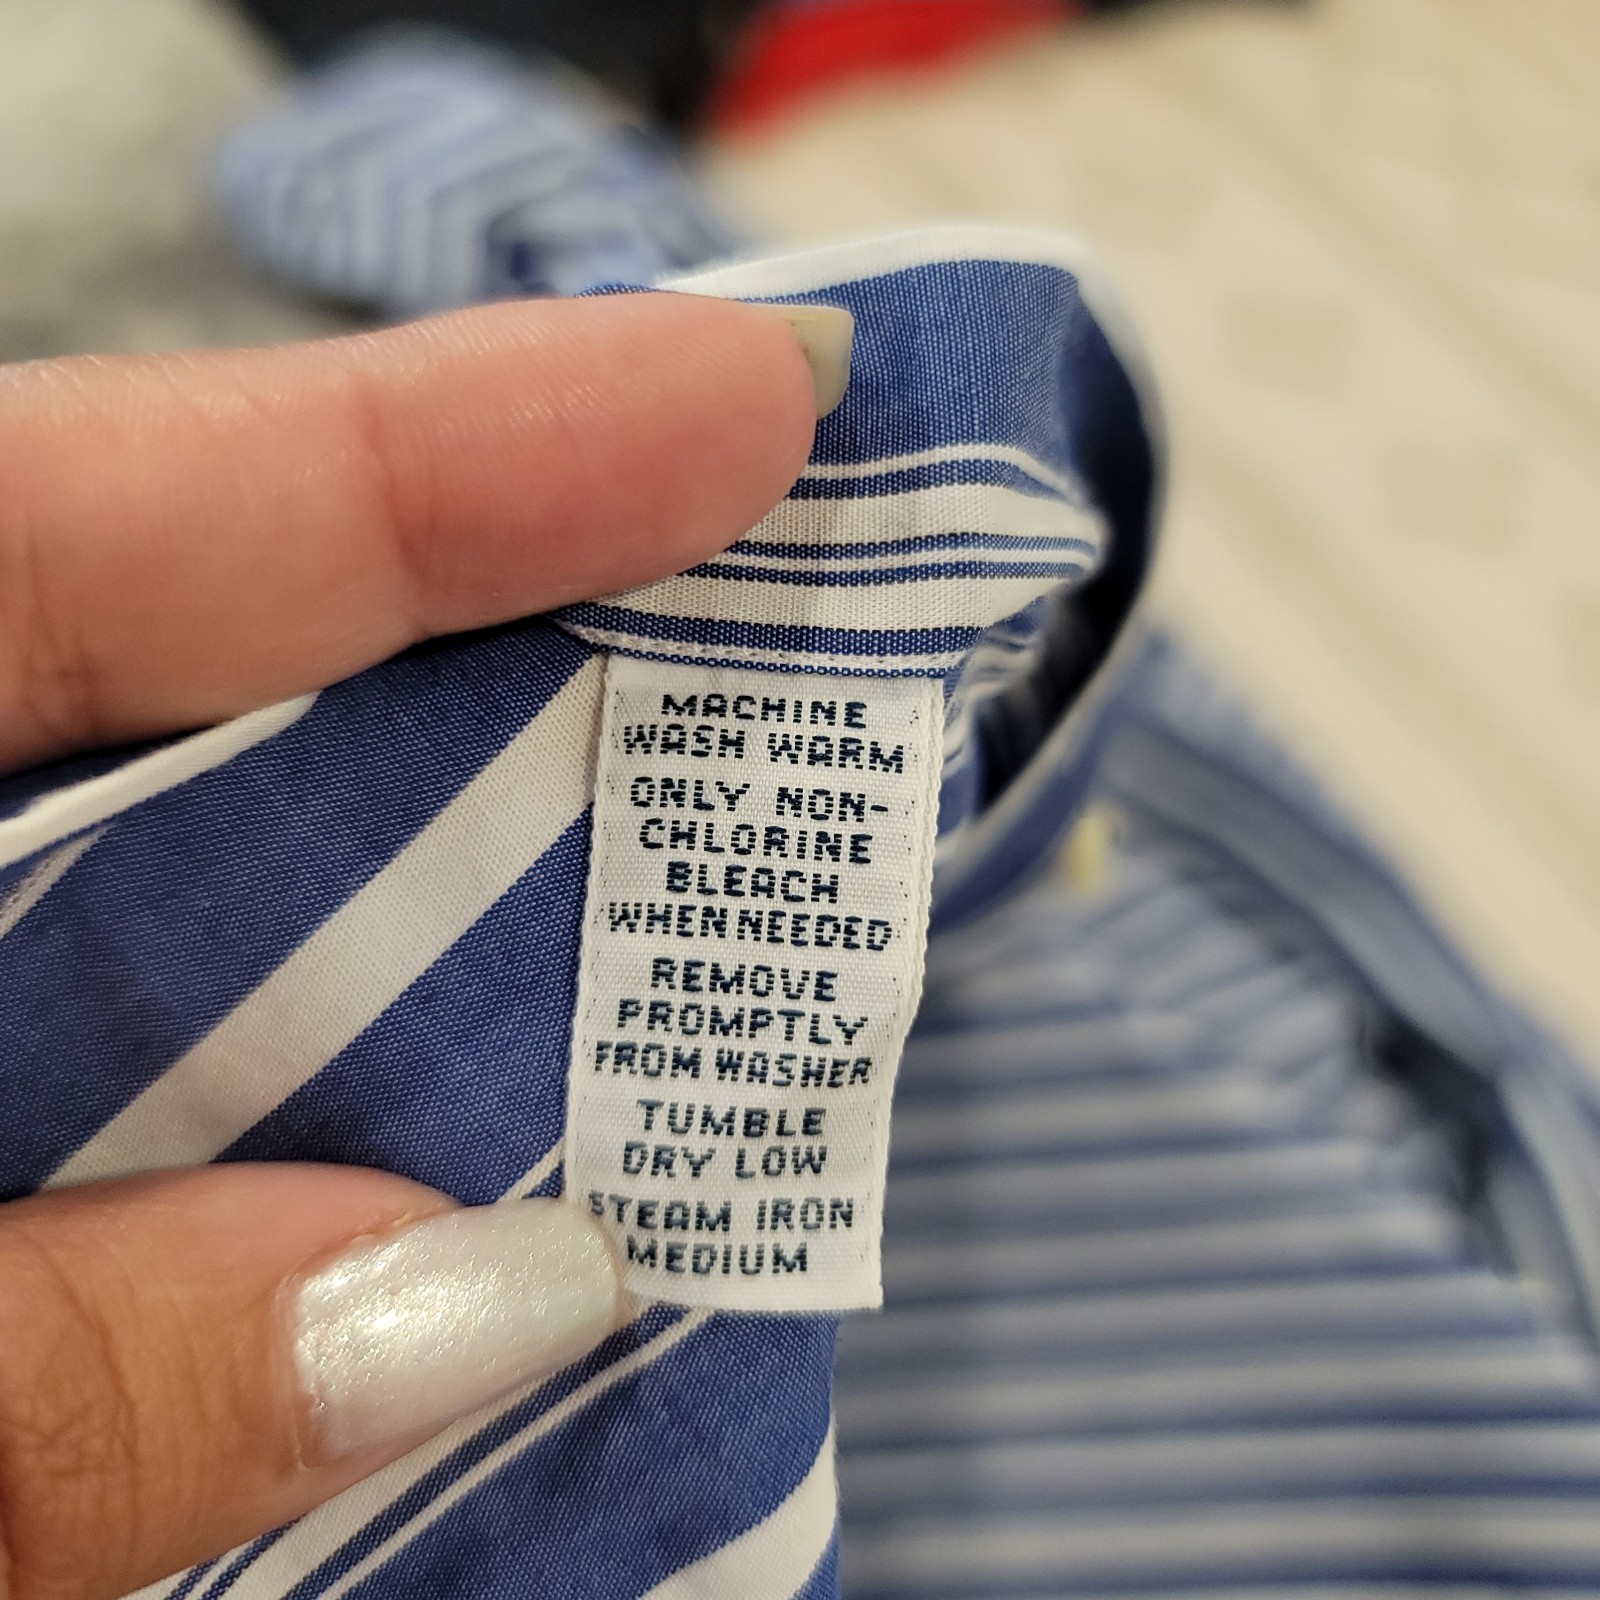 MACHINE
WASH WARM
ONLY NON-
CHLORINE
BLEACH
WHEN NEEDED
REMOVE
PROMPTLY
FROM WASHER
TUMBLE
DRY LOW
STEAM IRON
MEDIUM